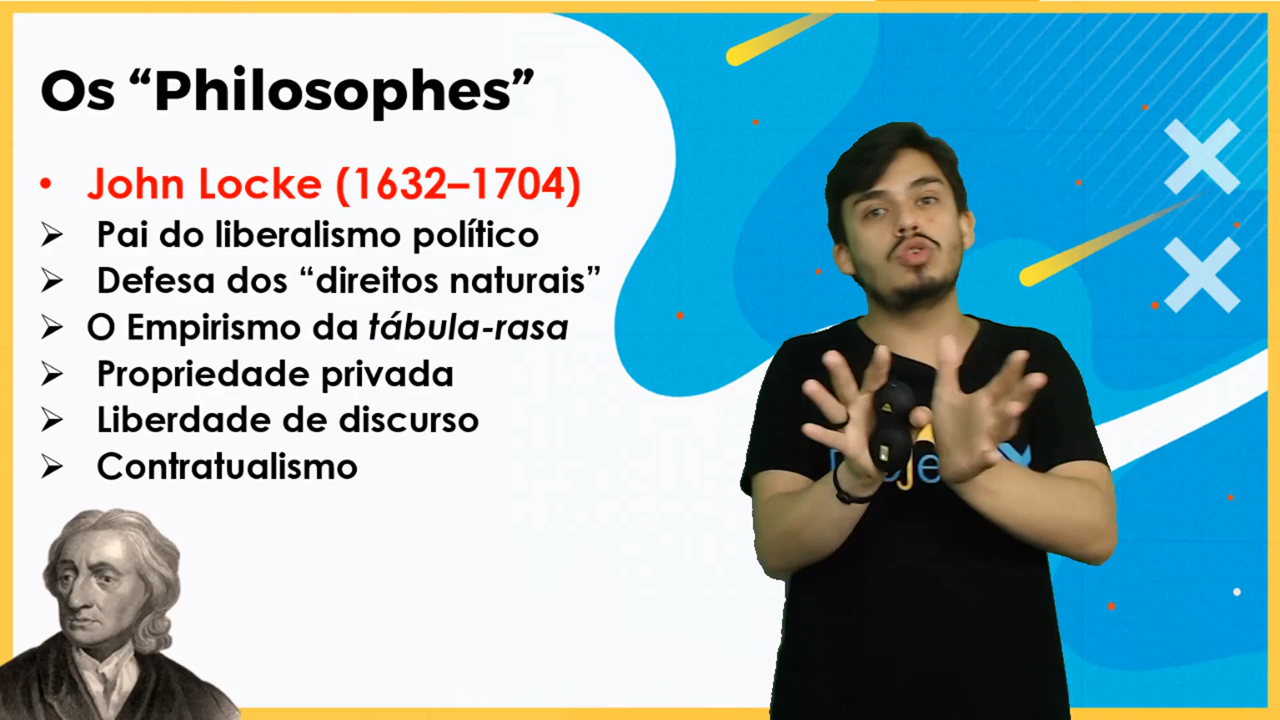 Os “Philosophes”
• John Locke (1632–1704)
➢ Pai do liberalismo político
➢ Defesa dos “direitos naturais”
➢ O Empirismo da tábula-rasa
➢ Propriedade privada
➢ Liberdade de discurso
➢ Contratualismo